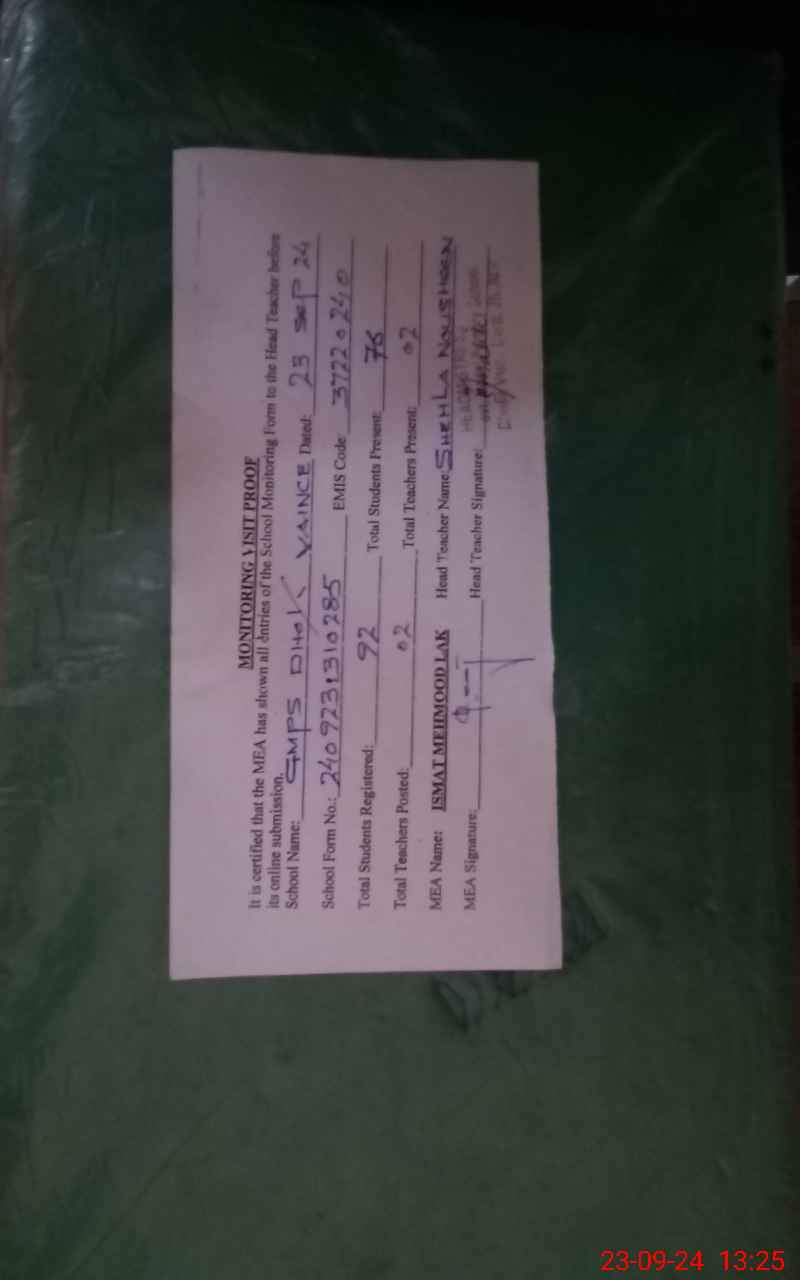 MONITORING VISIT PROOF
It is certified that the MEA has shown all entries of the School Monitoring Form to the Head Teacher before
its online submission.
School Name: GMPS DHOK VAINCE Dated: 23 Sep 24
School Form No.: 2409231310285 EMIS Code: 37220240
Total Students Registered: 92 Total Students Present: 76
Total Teachers Posted: 02 Total Teachers Present: 02
MEA Name: ISMAT MEHMOOD LAK Head Teacher Name: SHEHLA NOUSHEEN
MEA Signature: Head Teacher Signature:
23-09-24 13:25